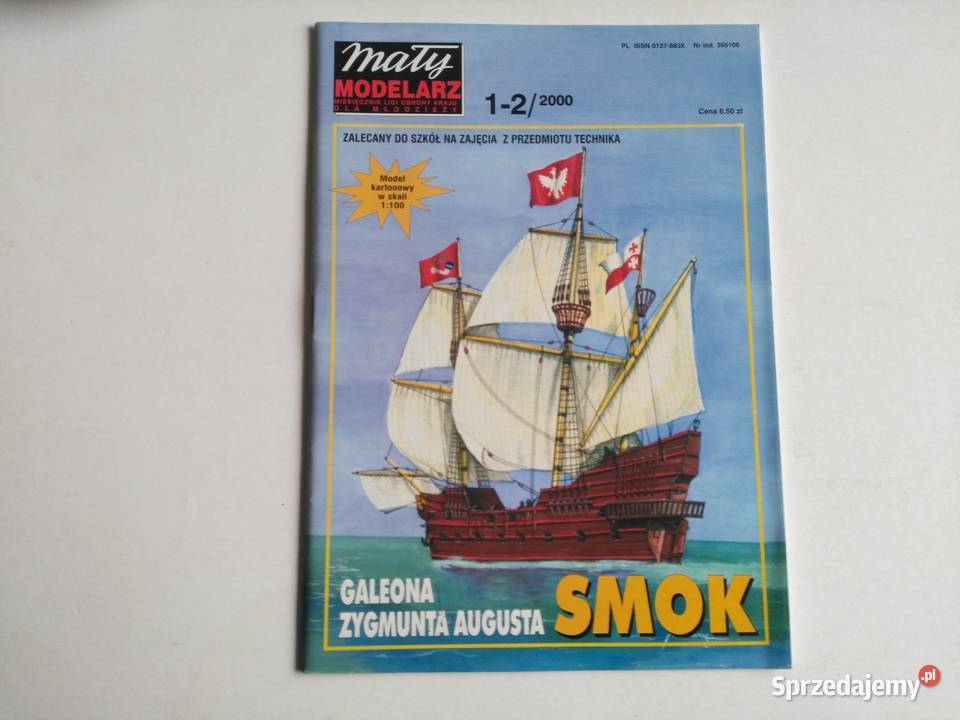 mały
MODELARZ
MIESIĘCZNIK LIGI OBRONY KRAJU
DLA MŁODZIEŻY
1-2/2000
PL ISSN 0137-883X Nr ind. 365106
Cena 6.50 zł
ZALECANY DO SZKÓŁ NA ZAJĘCIA Z PRZEDMIOTU TECHNIKA
Model
kartonowy
w skali
1:100
GALEONA
ZYGMUNTA AUGUSTA
SMOK
Sprzedajemy.pl